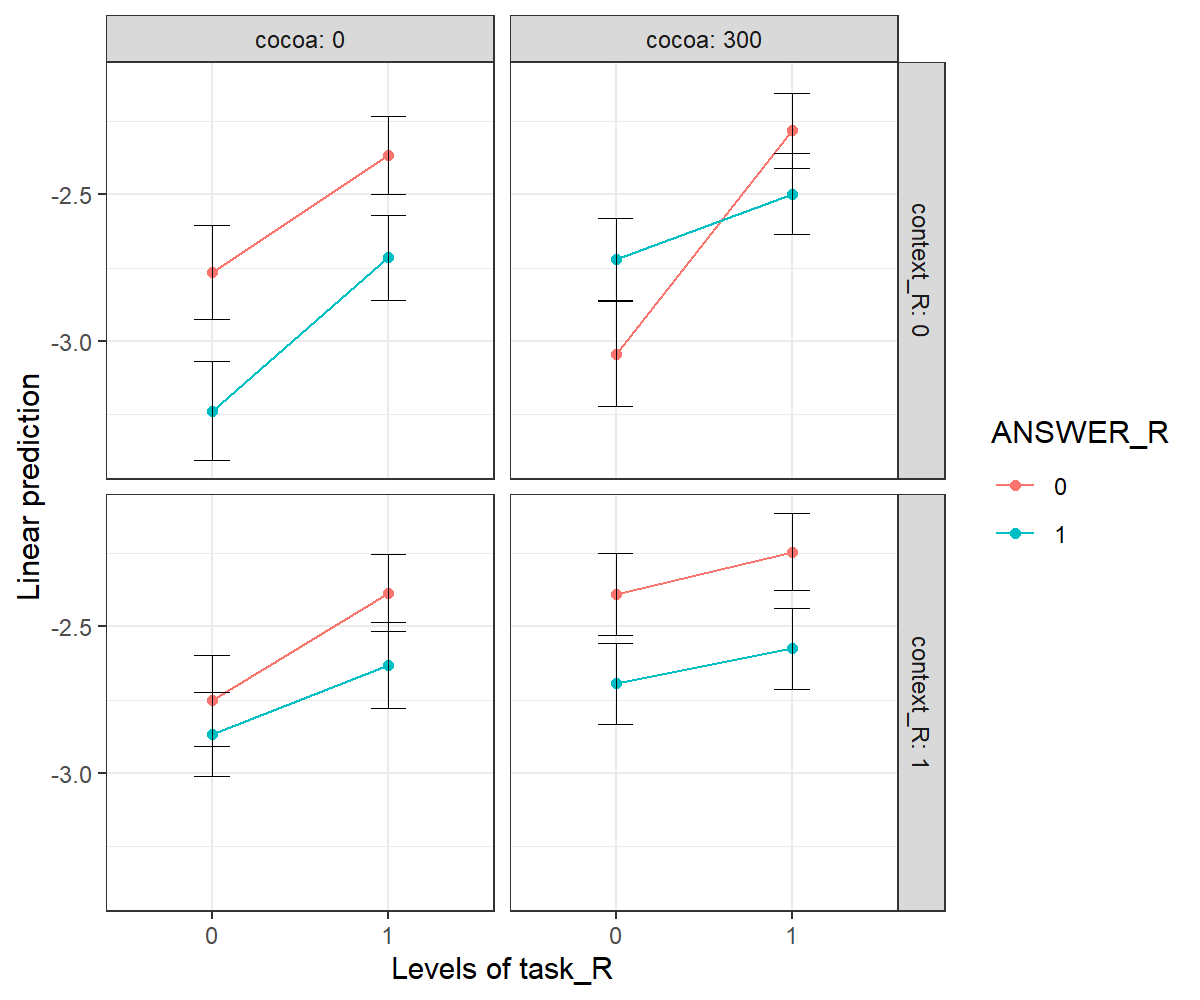 cocoa: 0
cocoa: 300
-2.5
-3.0
context_R: 0
-2.5
-3.0
context_R: 1
Linear prediction
0
1
0
1
Levels of task_R
ANSWER_R
0
1